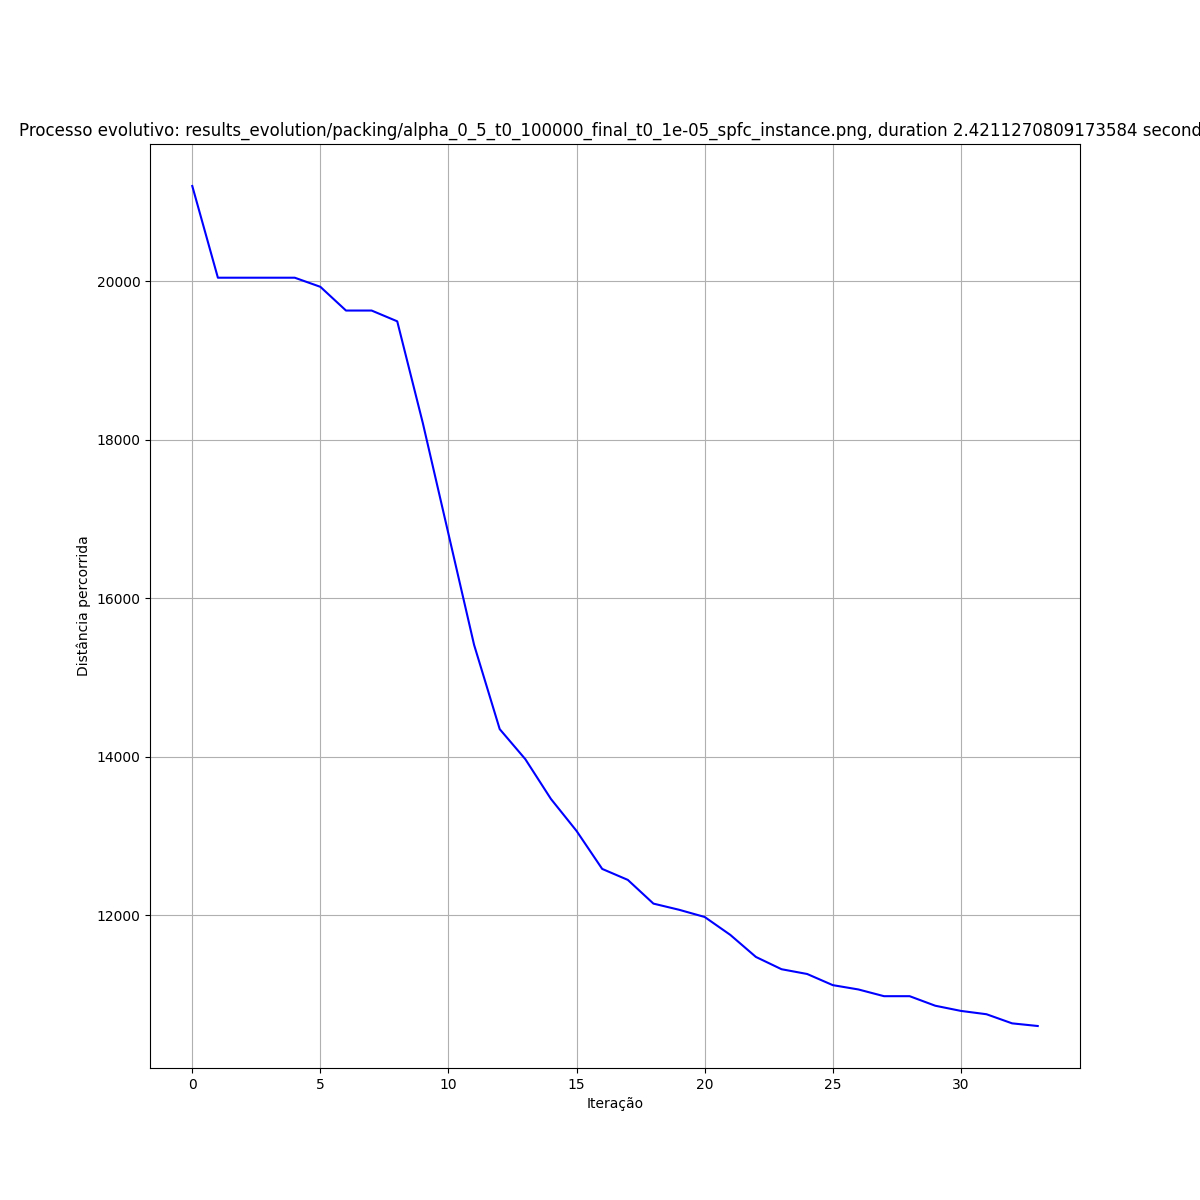 Processo evolutivo: results_evolution/packing/alpha_0_5_t0_100000_final_t0_1e-05_spfc_instance.png, duration 2.4211270809173584 second
20000
18000
16000
14000
12000
Distância percorrida
0 5 10 15 20 25 30
Iteração